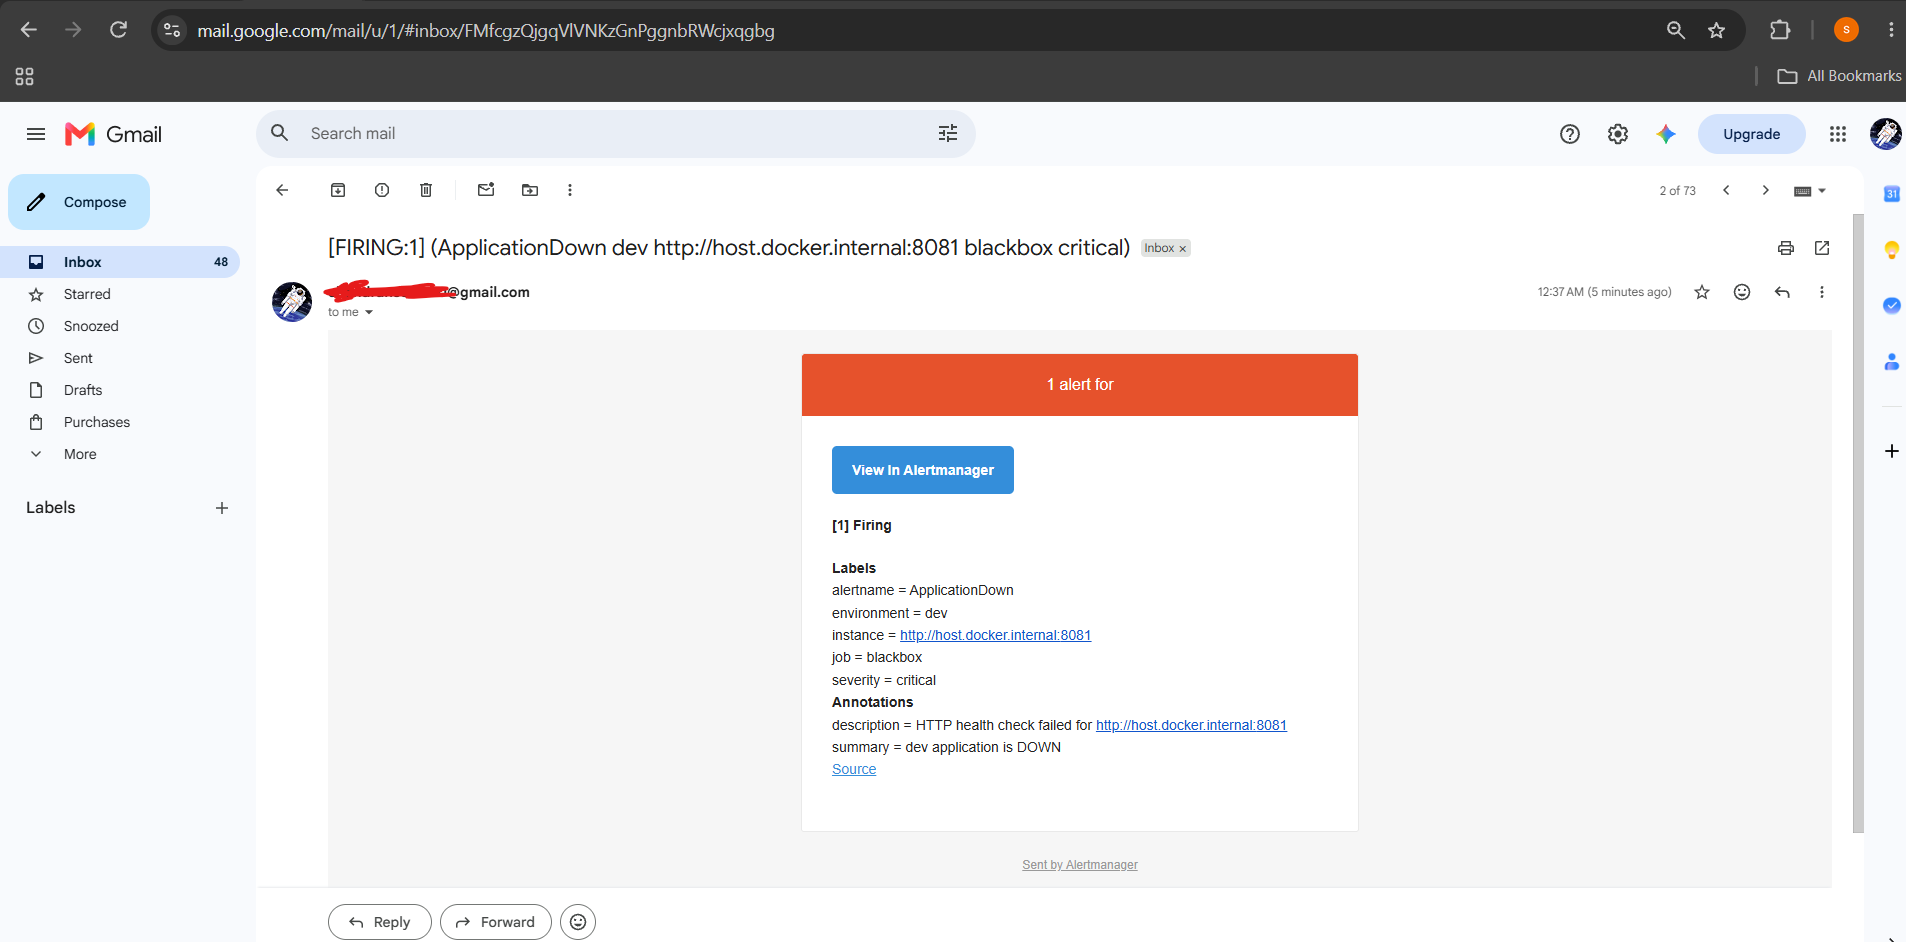 mail.google.com/mail/u/1/#inbox/FMfcgzQjgqVlVNKzGnPggnbRWcjxqgbg
S
All Bookmarks
Gmail
Search mail
Upgrade
Compose
2 of 73
31
[FIRING:1] (ApplicationDown dev http://host.docker.internal:8081 blackbox critical)
Inbox ×
Inbox 48
Starred
Snoozed
Sent
Drafts
Purchases
More
Labels
@gmail.com
12:37 AM (5 minutes ago)
to me
1 alert for
View In Alertmanager
[1] Firing
Labels
alertname = ApplicationDown
environment = dev
instance = http://host.docker.internal:8081
job = blackbox
severity = critical
Annotations
description = HTTP health check failed for http://host.docker.internal:8081
summary = dev application is DOWN
Source
Sent by Alertmanager
Reply
Forward